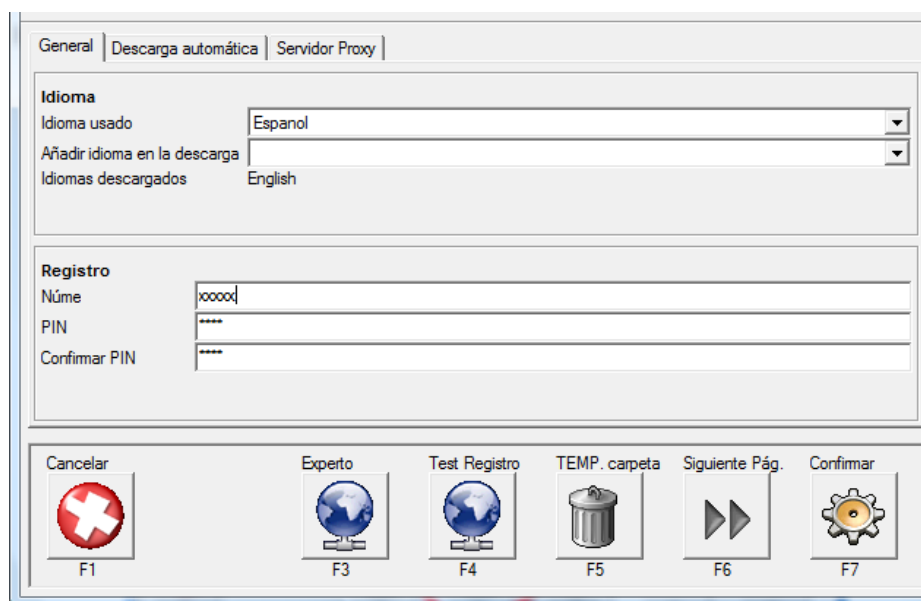 General Descarga automática Servidor Proxy
Idioma
Idioma usado Espanol
Añadir idioma en la descarga
Idiomas descargados English
Registro
Núme xxxxx
PIN ****
Confirmar PIN ****
Cancelar Experto Test Registro TEMP. carpeta Siguiente Pág. Confirmar
F1 F3 F4 F5 F6 F7